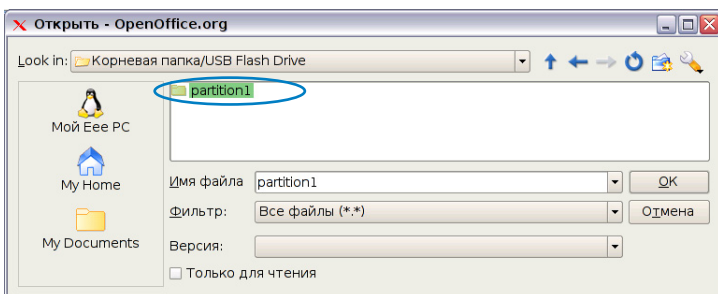 Открыть - OpenOffice.org
Look in: Корневая папка/USB Flash Drive
partition1
Мой Eee PC
My Home
My Documents
Имя файла partition1 OK
Фильтр: Все файлы (*.*) Отмена
Версия:
Только для чтения